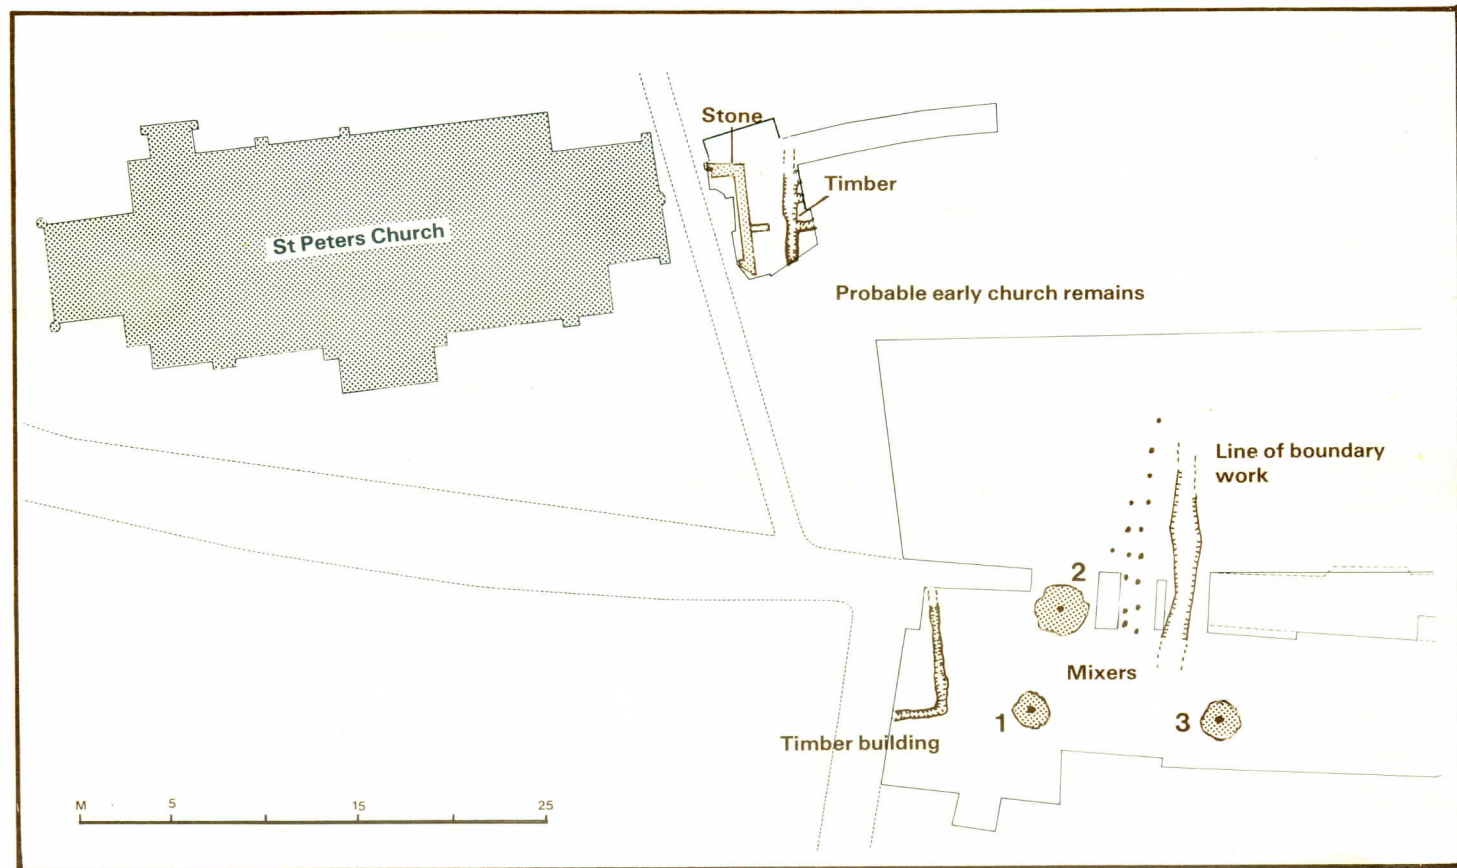 Stone
Timber
St Peters Church
Probable early church remains
Line of boundary
work
2
Mixers
1
3
Timber building
M 5 15 25